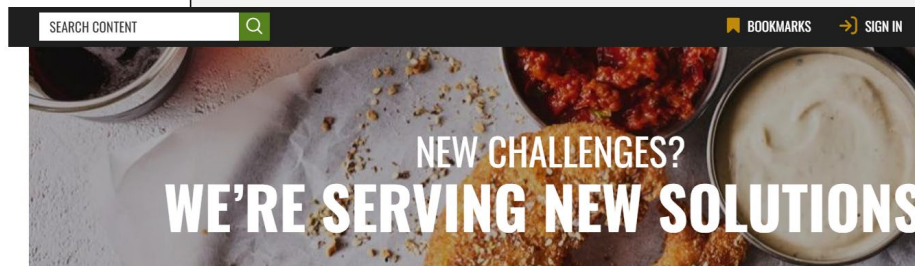 SEARCH CONTENT
BOOKMARKS
SIGN IN
NEW CHALLENGES?
WE'RE SERVING NEW SOLUTIONS